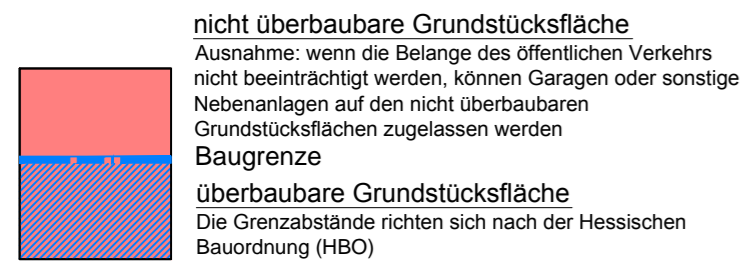 nicht überbaubare Grundstücksfläche
Ausnahme: wenn die Belange des öffentlichen Verkehrs
nicht beeinträchtigt werden, können Garagen oder sonstige
Nebenanlagen auf den nicht überbaubaren
Grundstücksflächen zugelassen werden
Baugrenze
überbaubare Grundstücksfläche
Die Grenzabstände richten sich nach der Hessischen
Bauordnung (HBO)